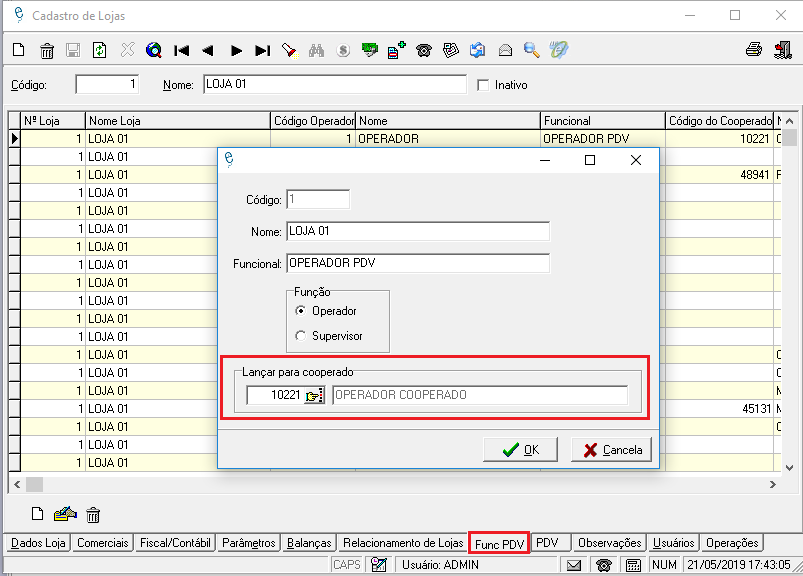 Cadastro de Lojas
Código: 1 Nome: LOJA 01 Inativo
Nº Loja Nome Loja Código Operador Nome Funcional Código do Cooperado
1 LOJA 01 1 OPERADOR OPERADOR PDV 10221
1 LOJA 01
1 LOJA 01 48941
1 LOJA 01
1 LOJA 01
1 LOJA 01
1 LOJA 01
1 LOJA 01
1 LOJA 01
1 LOJA 01
1 LOJA 01
1 LOJA 01
1 LOJA 01
1 LOJA 01
1 LOJA 01
1 LOJA 01 45131
1 LOJA 01
1 LOJA 01
1 LOJA 01
Código: 1
Nome: LOJA 01
Funcional: OPERADOR PDV
Função
Operador
Supervisor
Lançar para cooperado
10221 OPERADOR COOPERADO
OK Cancela
Dados Loja Comerciais Fiscal/Contábil Parâmetros Balanças Relacionamento de Lojas Func PDV PDV Observações Usuários Operações
CAPS Usuário: ADMIN NUM 21/05/2019 17:43:05